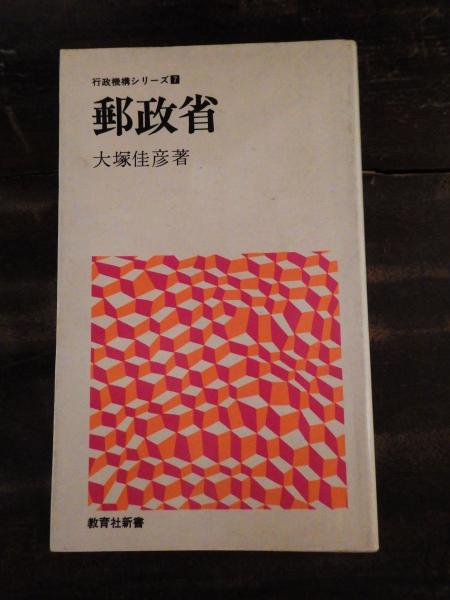 行政機構シリーズ7
郵政省
大塚佳彦著
教育社新書